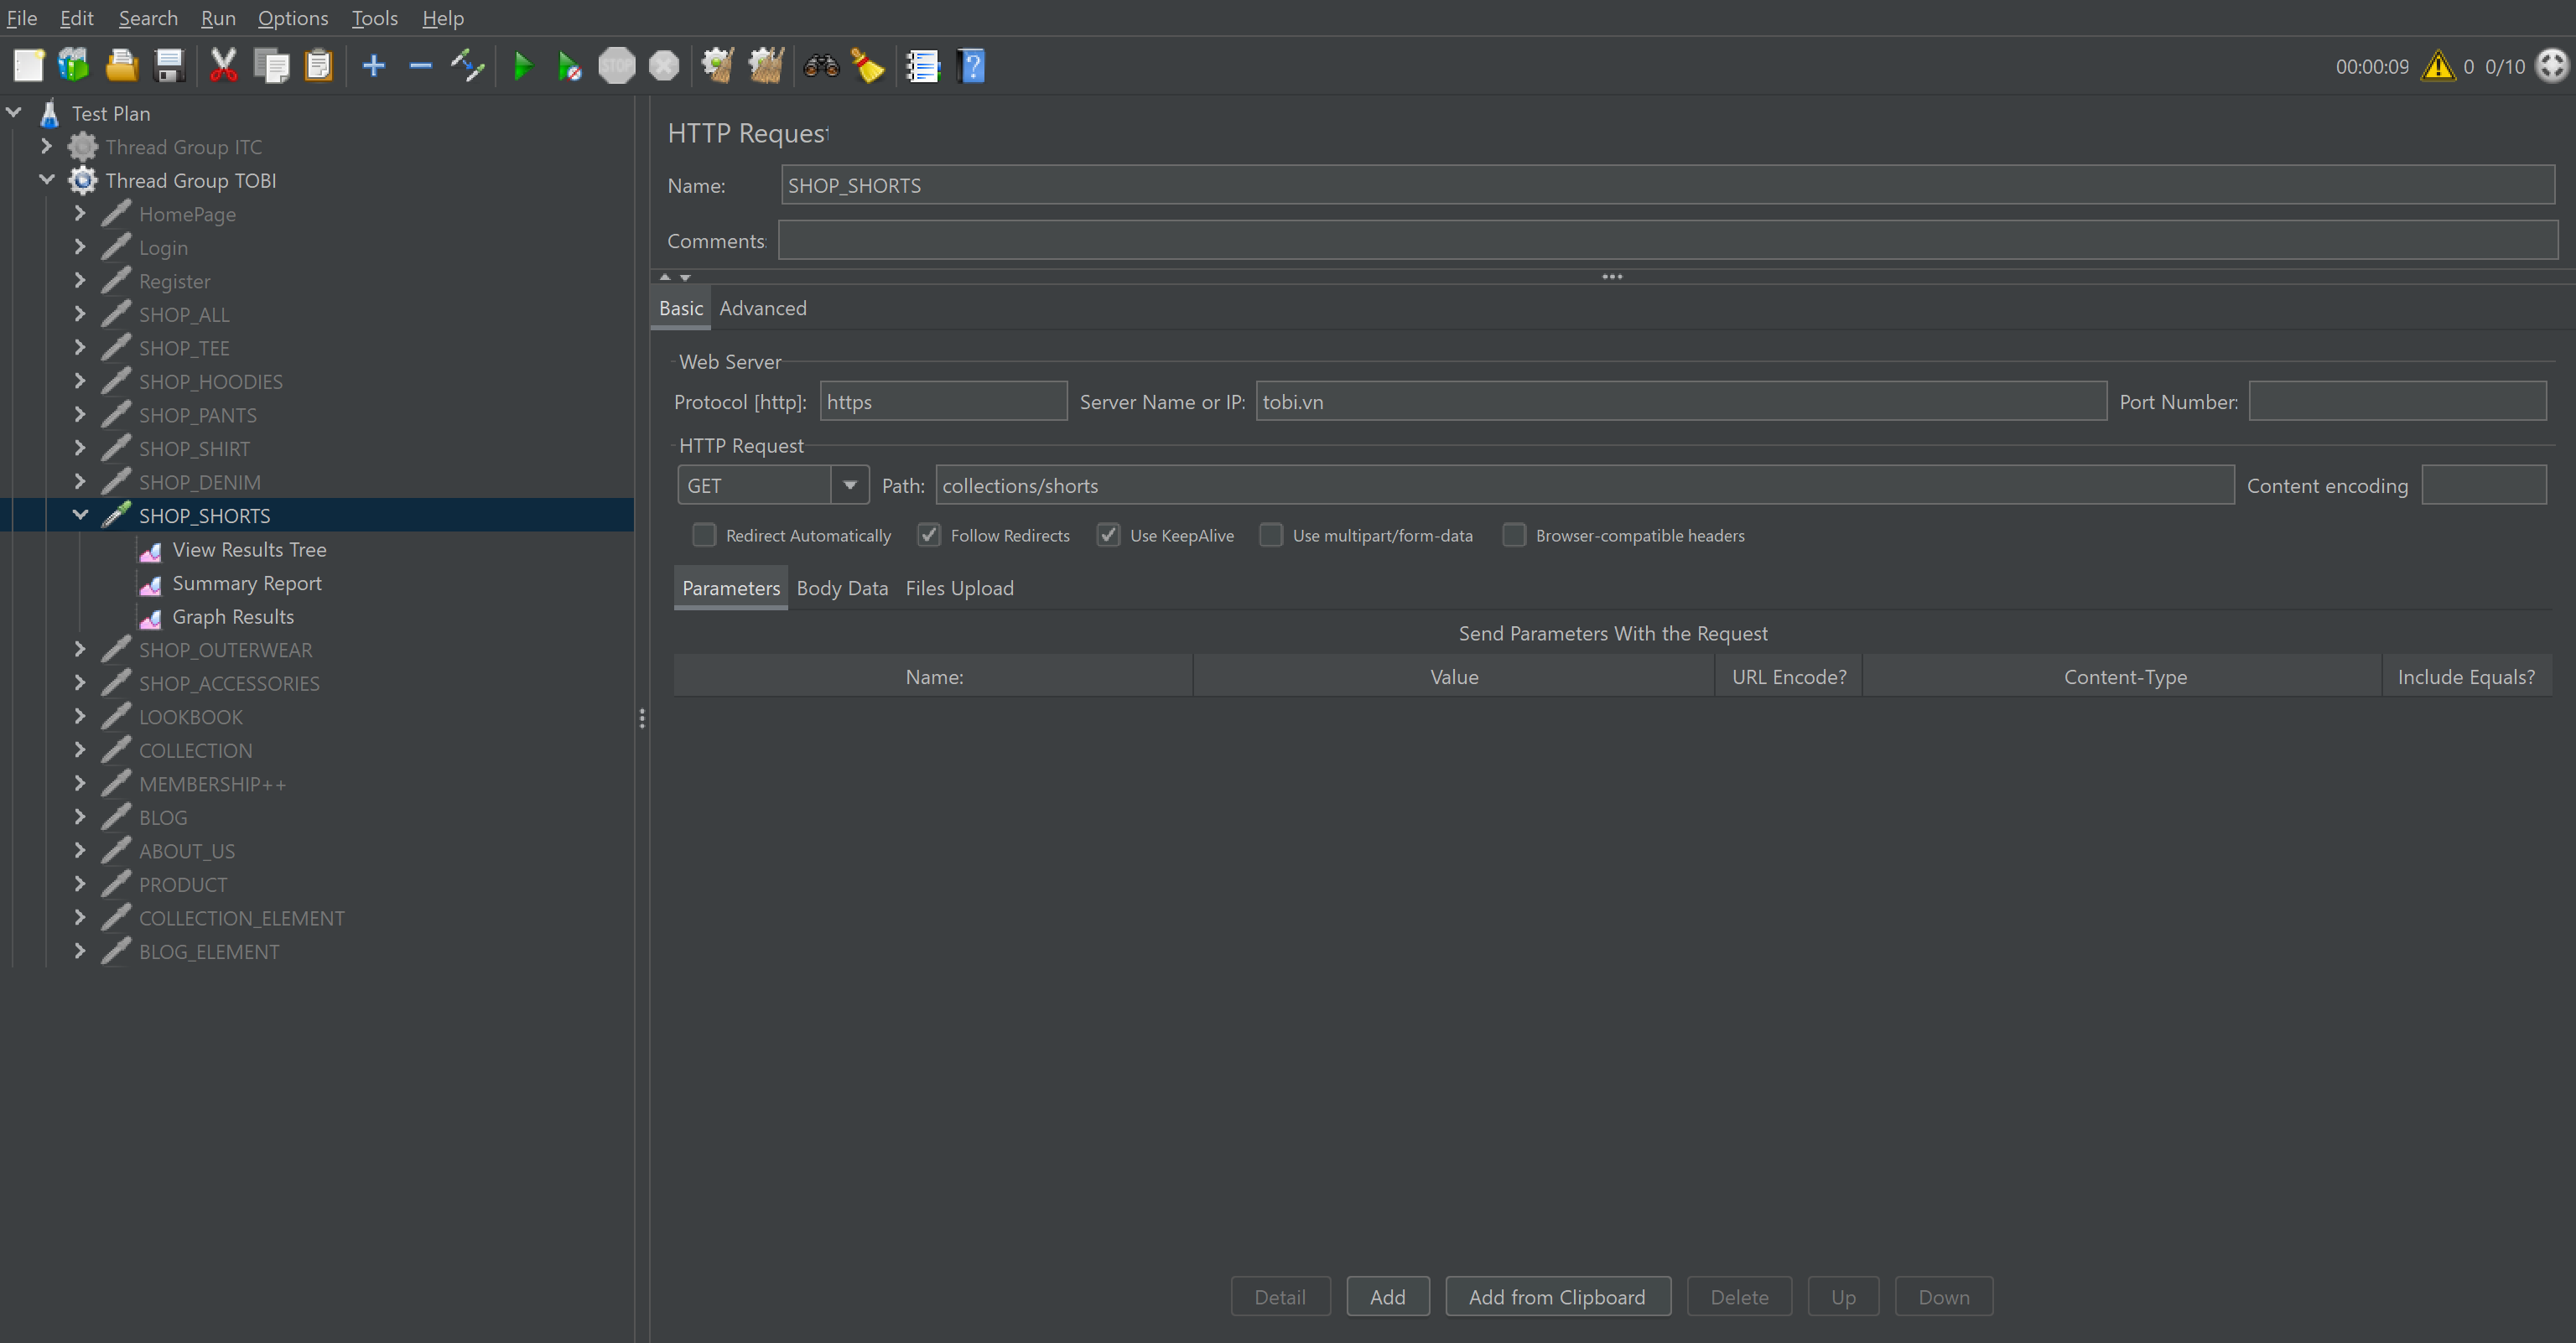 File Edit Search Run Options Tools Help
STOP
00:00:09 0 0/10
Test Plan
Thread Group ITC
Thread Group TOBI
HomePage
Login
Register
SHOP_ALL
SHOP_TEE
SHOP_HOODIES
SHOP_PANTS
SHOP_SHIRT
SHOP_DENIM
SHOP_SHORTS
View Results Tree
Summary Report
Graph Results
SHOP_OUTERWEAR
SHOP_ACCESSORIES
LOOKBOOK
COLLECTION
MEMBERSHIP++
BLOG
ABOUT_US
PRODUCT
COLLECTION_ELEMENT
BLOG_ELEMENT
HTTP Request
Name: SHOP_SHORTS
Comments:
Basic Advanced
Web Server
Protocol [http]: https Server Name or IP: tobi.vn Port Number:
HTTP Request
GET Path: collections/shorts Content encoding
Redirect Automatically Follow Redirects Use KeepAlive Use multipart/form-data Browser-compatible headers
Parameters Body Data Files Upload
Send Parameters With the Request
Name: Value URL Encode? Content-Type Include Equals?
Detail Add Add from Clipboard Delete Up Down